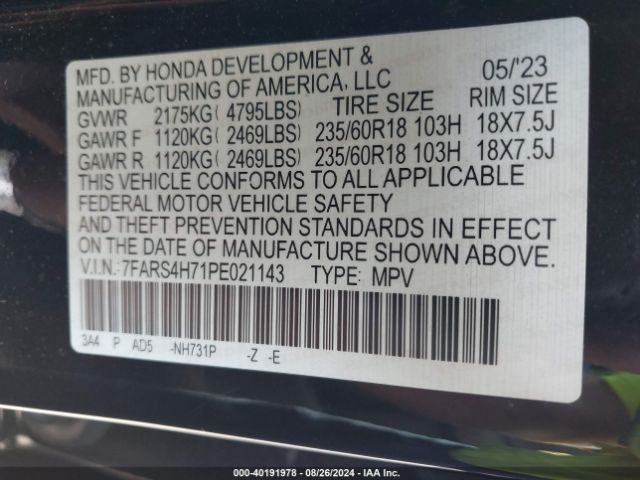 MFD. BY HONDA DEVELOPMENT & 05/'23
MANUFACTURING OF AMERICA, LLC
GVWR 2175KG( 4795LBS) TIRE SIZE RIM SIZE
GAWR F 1120KG( 2469LBS) 235/60R18 103H 18X7.5J
GAWR R 1120KG( 2469LBS) 235/60R18 103H 18X7.5J
THIS VEHICLE CONFORMS TO ALL APPLICABLE
FEDERAL MOTOR VEHICLE SAFETY
AND THEFT PREVENTION STANDARDS IN EFFECT
ON THE DATE OF MANUFACTURE SHOWN ABOVE.
V.I.N.: 7FARS4H71PE021143 TYPE: MPV
3A4 P AD5 -NH731P -Z -E
000-40191978 - 08/26/2024 - IAA Inc.